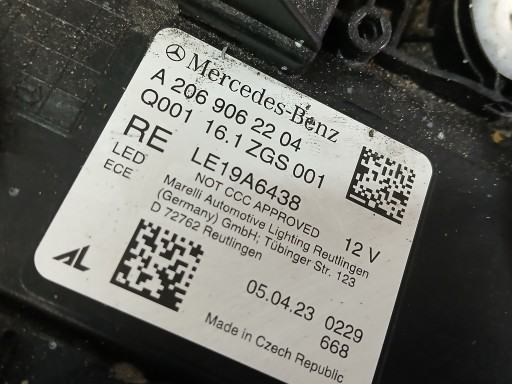 Mercedes-Benz
A 206 906 22 04
Q001 16.1 ZGS 001
RE LE19A6438
LED NOT CCC APPROVED
ECE
Marelli Automotive Lighting Reutlingen
(Germany) GmbH; Tübinger Str. 123
D 72762 Reutlingen
12 V
AL
05.04.23 0229
668
Made in Czech Republic